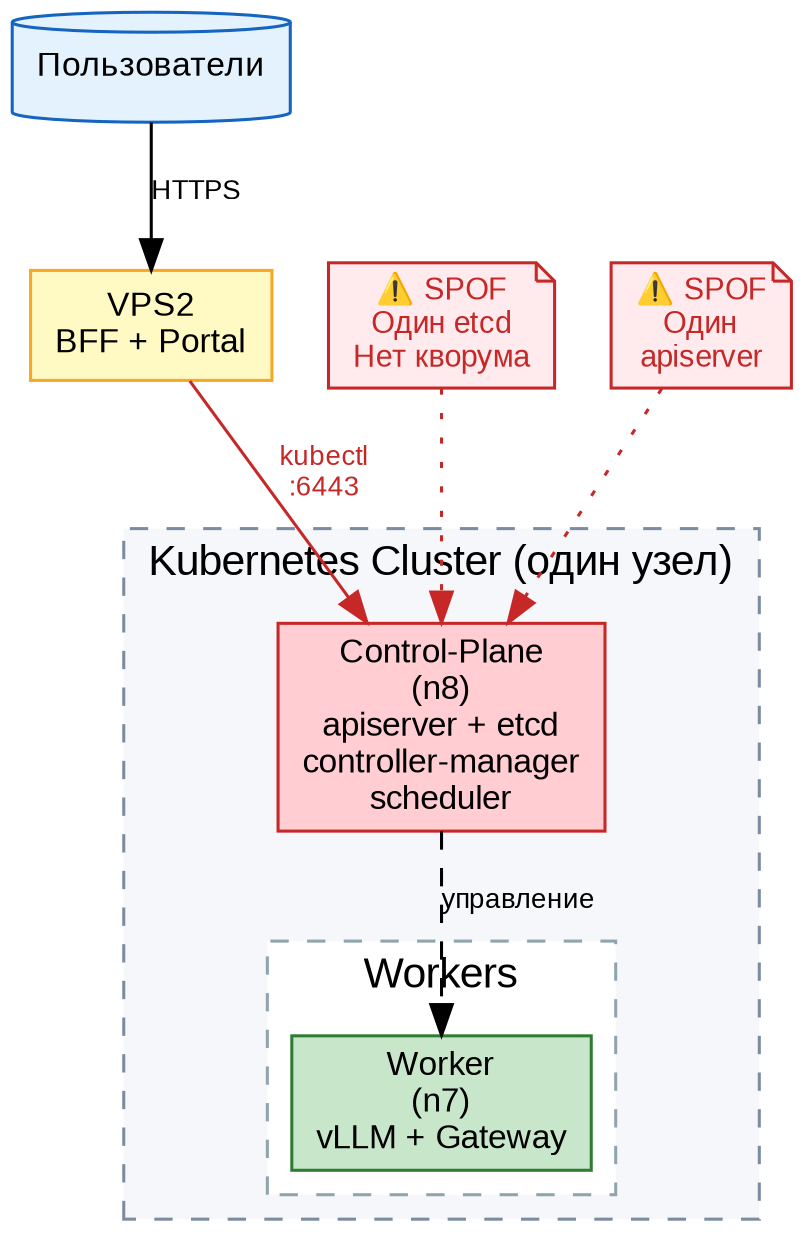 Пользователи
HTTPS
VPS2
BFF + Portal
⚠️ SPOF
Один etcd
Нет кворума
⚠️ SPOF
Один
apiserver
kubectl
:6443
Kubernetes Cluster (один узел)
Control-Plane
(n8)
apiserver + etcd
controller-manager
scheduler
управление
Workers
Worker
(n7)
vLLM + Gateway